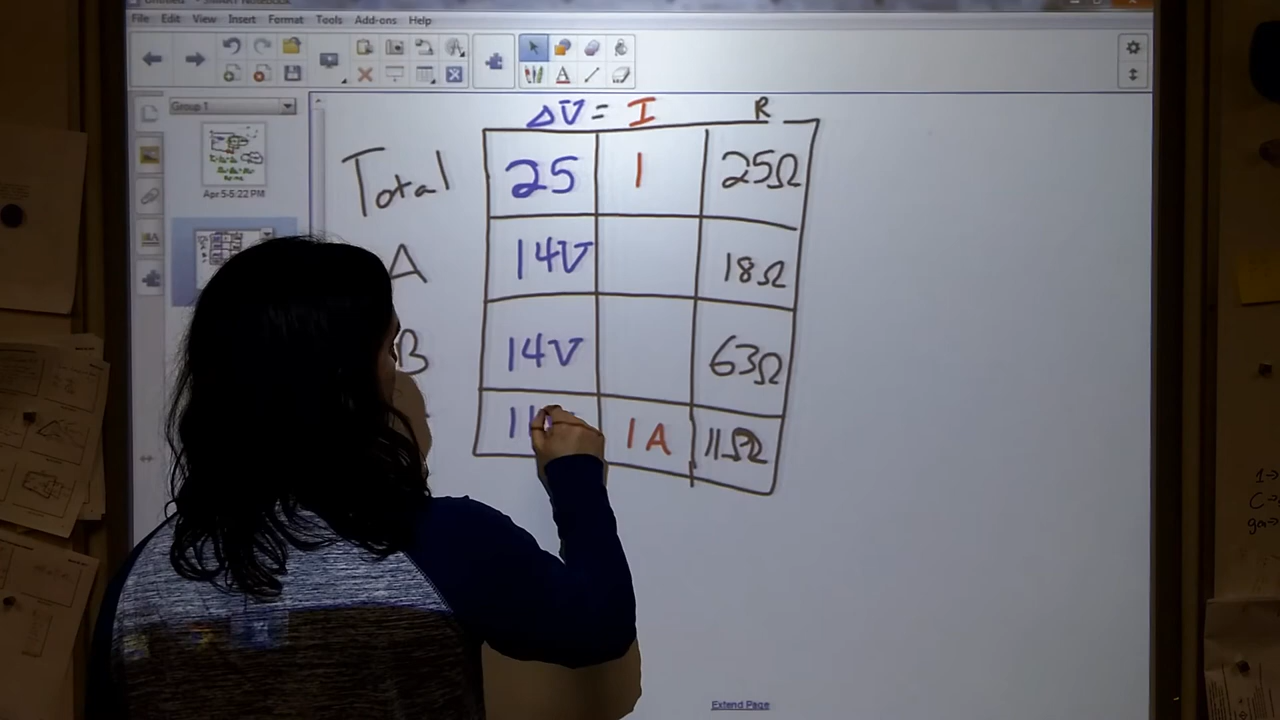 File Edit View Insert Format Tools Add-ons Help
Group 1
Apr 5-5:22 PM
ΔV = I R
Total 25 1 25Ω
A 14V 18Ω
B 14V 63Ω
1A 11Ω
Extend Page